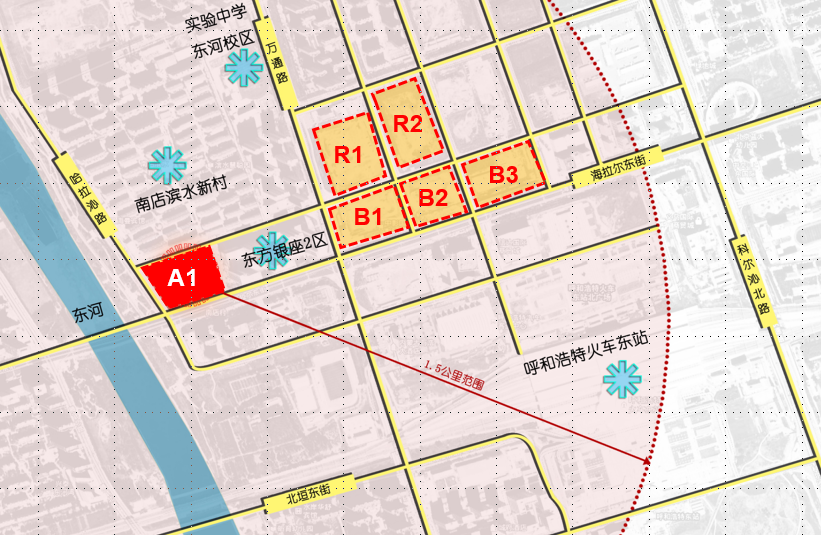 实验中学
东河校区
万通路
R2
R1
B3
海拉尔东街
南店滨水新村
哈拉沁路
B2
B1
东方银座2区
A1
科尔沁北路
东河
呼和浩特火车东站
1.5公里范围
北垣东街